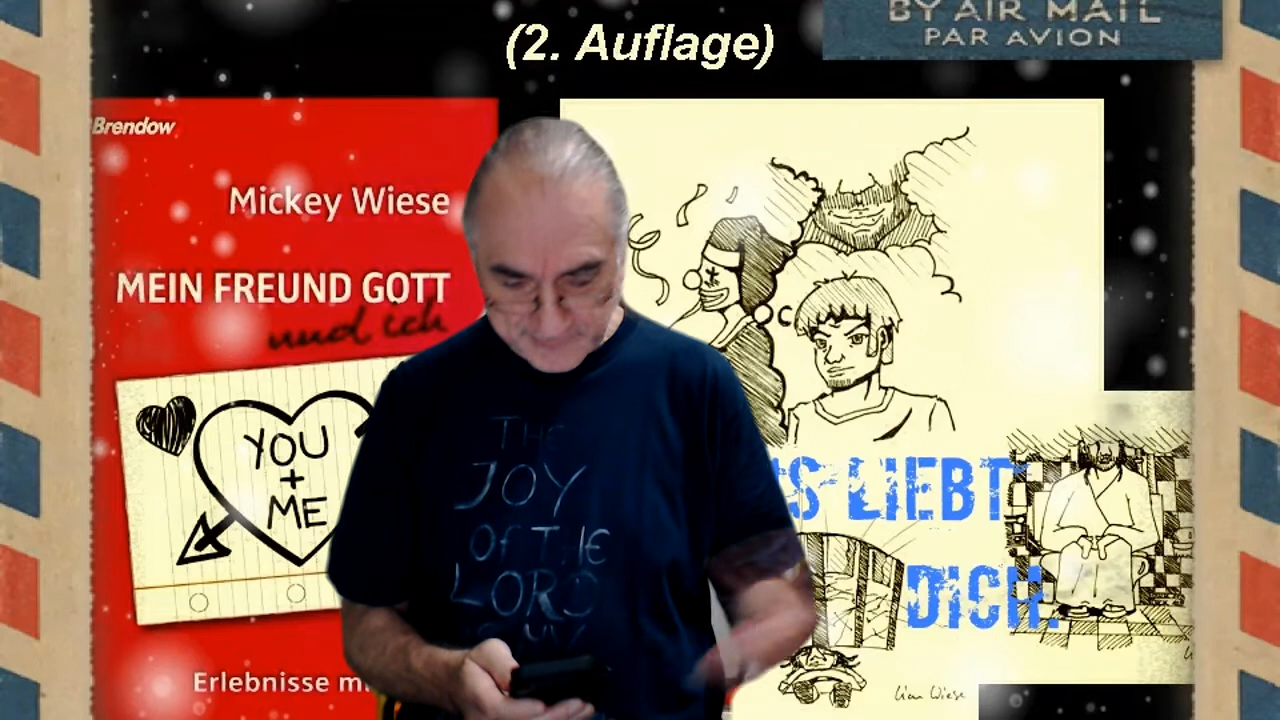 BY AIR MAIL
PAR AVION
(2. Auflage)
Brendow
Mickey Wiese
MEIN FREUND GOTT
und ich
YOU
+
ME
THE
JOY
OF THE
LORD
S LIEBT
DICH.
Erlebnisse
Lian Wiese